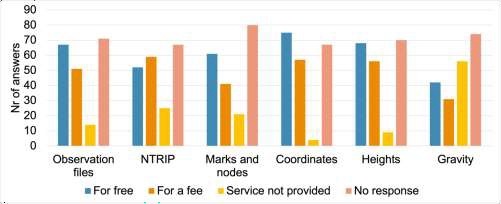 90
80
70
60
50
40
30
20
10
0
Nr of answers
Observation files
NTRIP
Marks and nodes
Coordinates
Heights
Gravity
For free
For a fee
Service not provided
No response